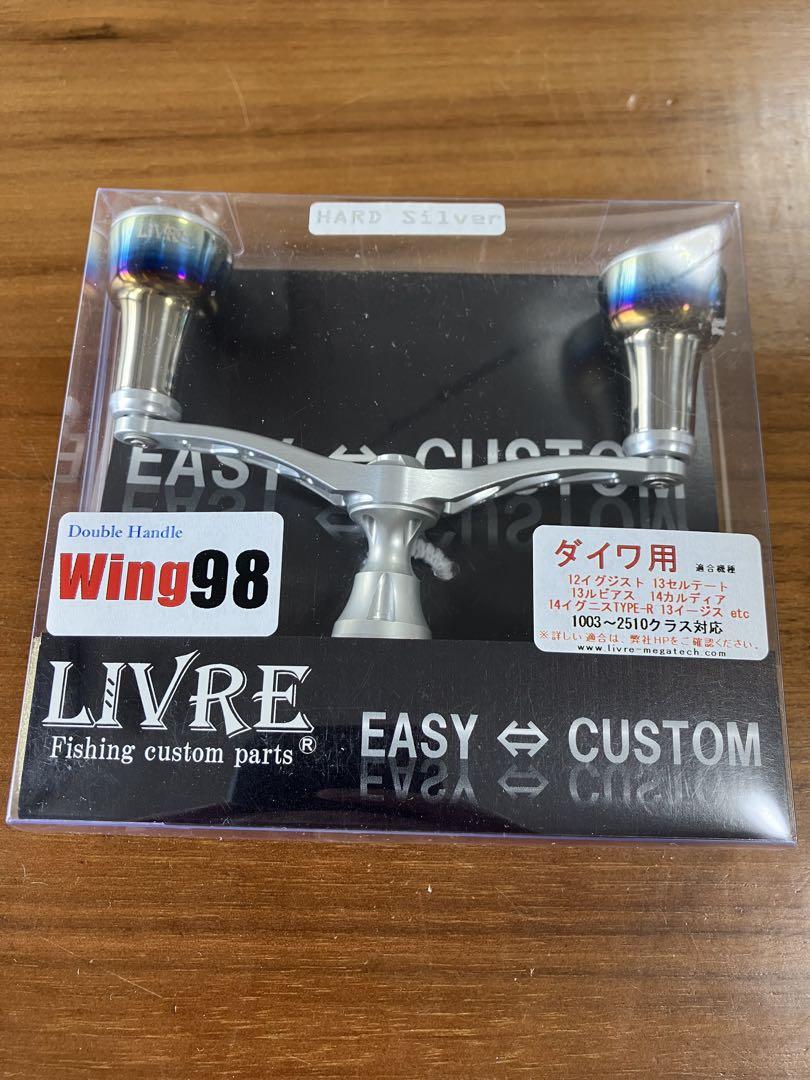 HARD Silver
LIVRE
EASY ⇔ CUSTOM
EASY ⇔ CUSTOM
Double Handle
Wing98
ダイワ用 適合機種
12イグジスト 13セルテート
13ルビアス 14カルディア
14イグニスTYPE-R 13イージス etc
1003～2510クラス対応
※詳しい適合は、弊社HPをご確認ください。
www.livre-megatech.com
LIVRE
Fishing custom parts®
EASY ⇔ CUSTOM
EASY ⇔ CUSTOM